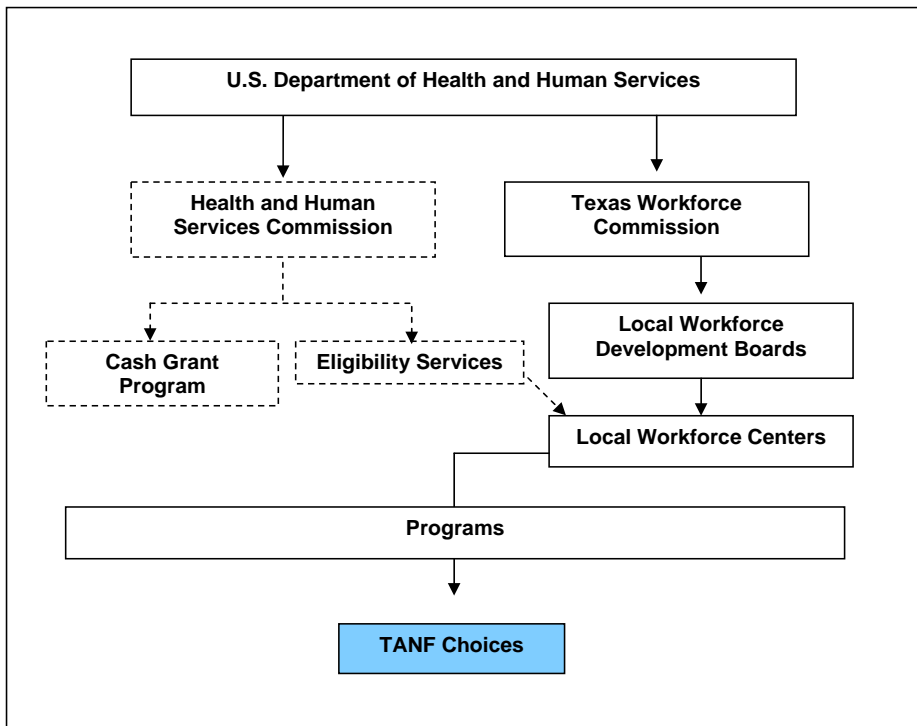 U.S. Department of Health and Human Services
Health and Human
Services Commission
Texas Workforce
Commission
Local Workforce
Development Boards
Cash Grant
Program
Eligibility Services
Local Workforce Centers
Programs
TANF Choices